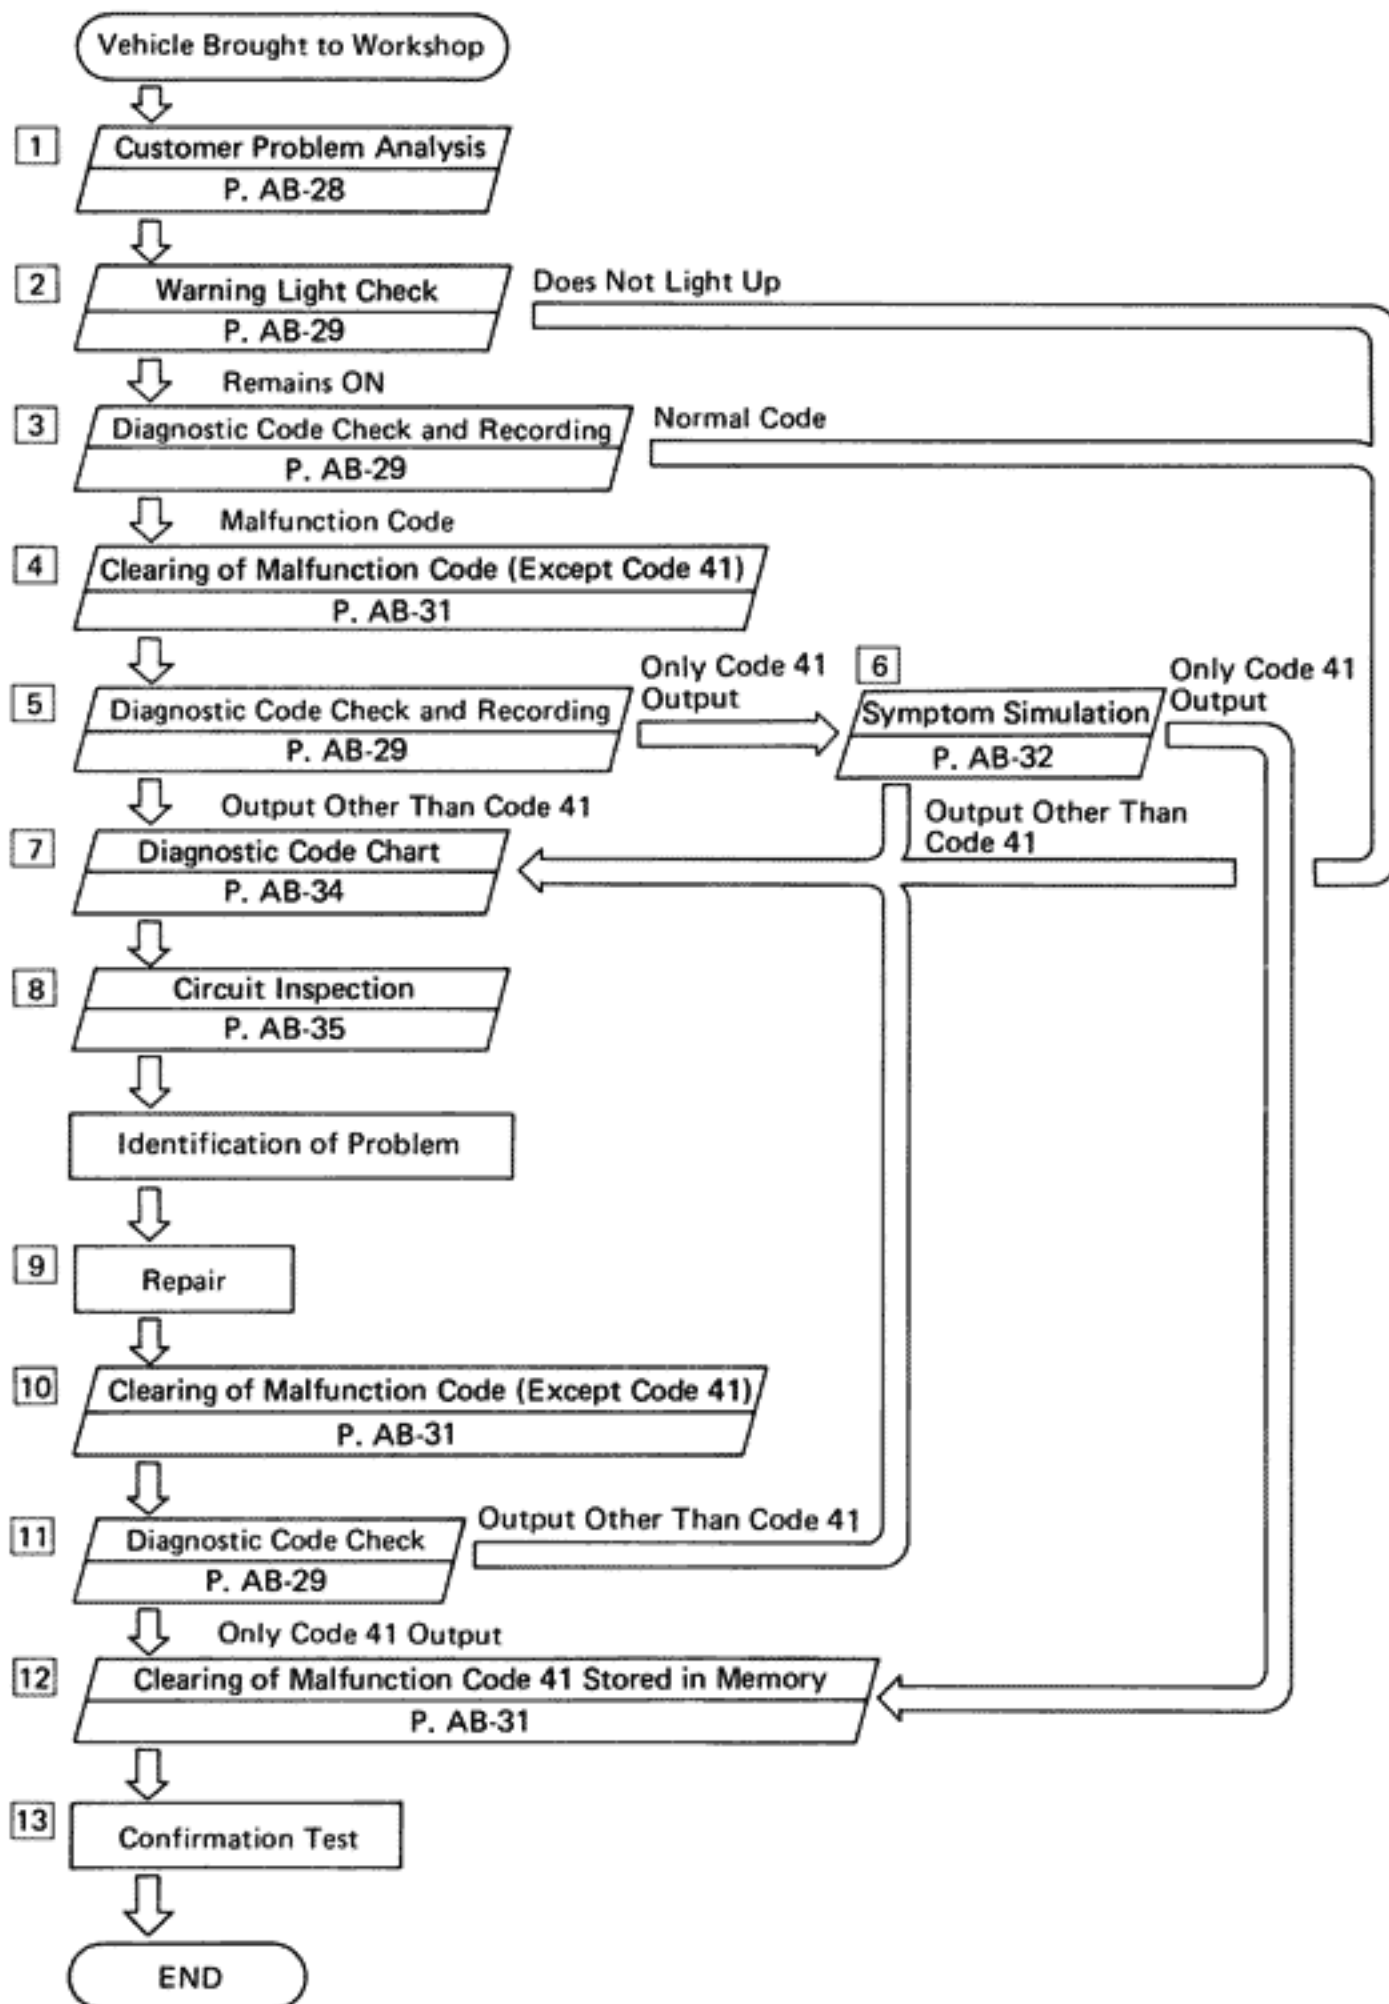 Vehicle Brought to Workshop
1
Customer Problem Analysis
P. AB-28
2
Warning Light Check
P. AB-29
Does Not Light Up
Remains ON
3
Diagnostic Code Check and Recording
P. AB-29
Normal Code
Malfunction Code
4
Clearing of Malfunction Code (Except Code 41)
P. AB-31
5
Diagnostic Code Check and Recording
P. AB-29
Only Code 41
Output
6
Symptom Simulation
P. AB-32
Only Code 41
Output
Output Other Than Code 41
Output Other Than
Code 41
7
Diagnostic Code Chart
P. AB-34
8
Circuit Inspection
P. AB-35
Identification of Problem
9
Repair
10
Clearing of Malfunction Code (Except Code 41)
P. AB-31
11
Diagnostic Code Check
P. AB-29
Output Other Than Code 41
Only Code 41 Output
12
Clearing of Malfunction Code 41 Stored in Memory
P. AB-31
13
Confirmation Test
END